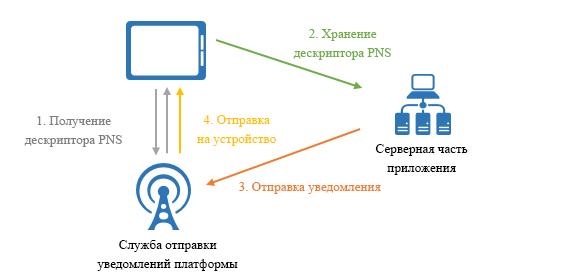 2. Хранение
дескриптора PNS
1. Получение
дескриптора PNS
4. Отправка
на устройство
Серверная часть
приложения
3. Отправка уведомления
Служба отправки
уведомлений платформы